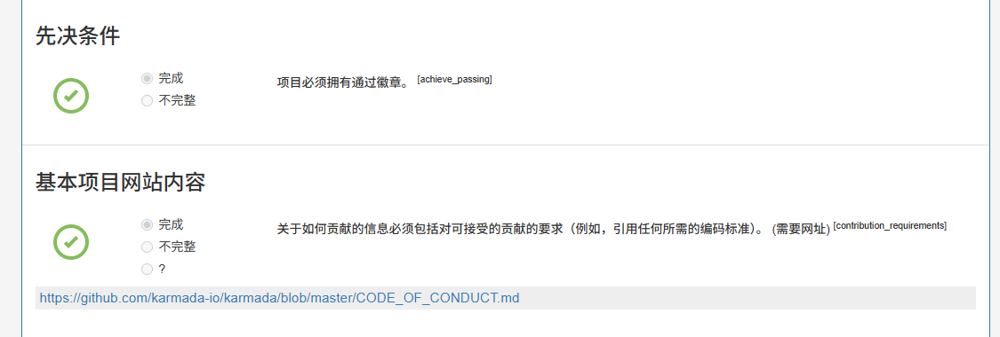 先决条件
完成
不完整
项目必须拥有通过徽章。 [achieve_passing]
基本项目网站内容
完成
不完整
?
关于如何贡献的信息必须包括对可接受的贡献的要求（例如，引用任何所需的编码标准）。 (需要网址) [contribution_requirements]
https://github.com/karmada-io/karmada/blob/master/CODE_OF_CONDUCT.md